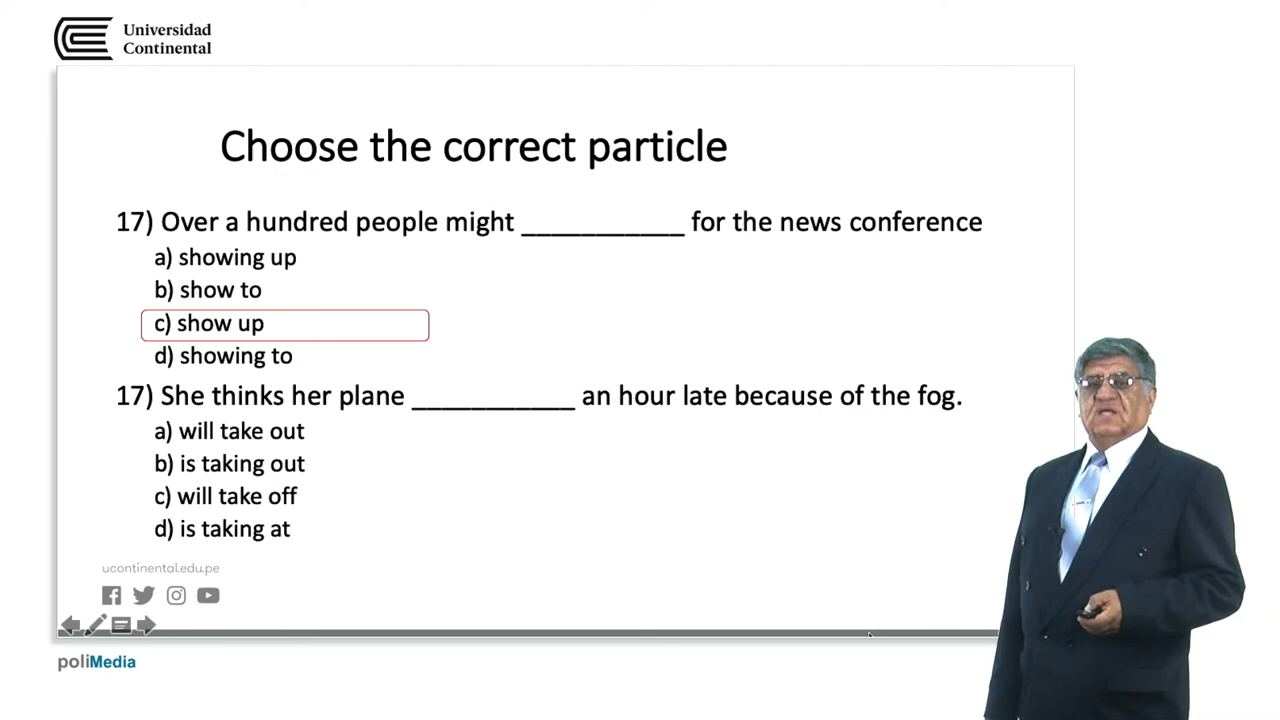 Universidad
Continental
Choose the correct particle
17) Over a hundred people might ____________ for the news conference
a) showing up
b) show to
c) show up
d) showing to
17) She thinks her plane ____________ an hour late because of the fog.
a) will take out
b) is taking out
c) will take off
d) is taking at
ucontinental.edu.pe
poliMedia